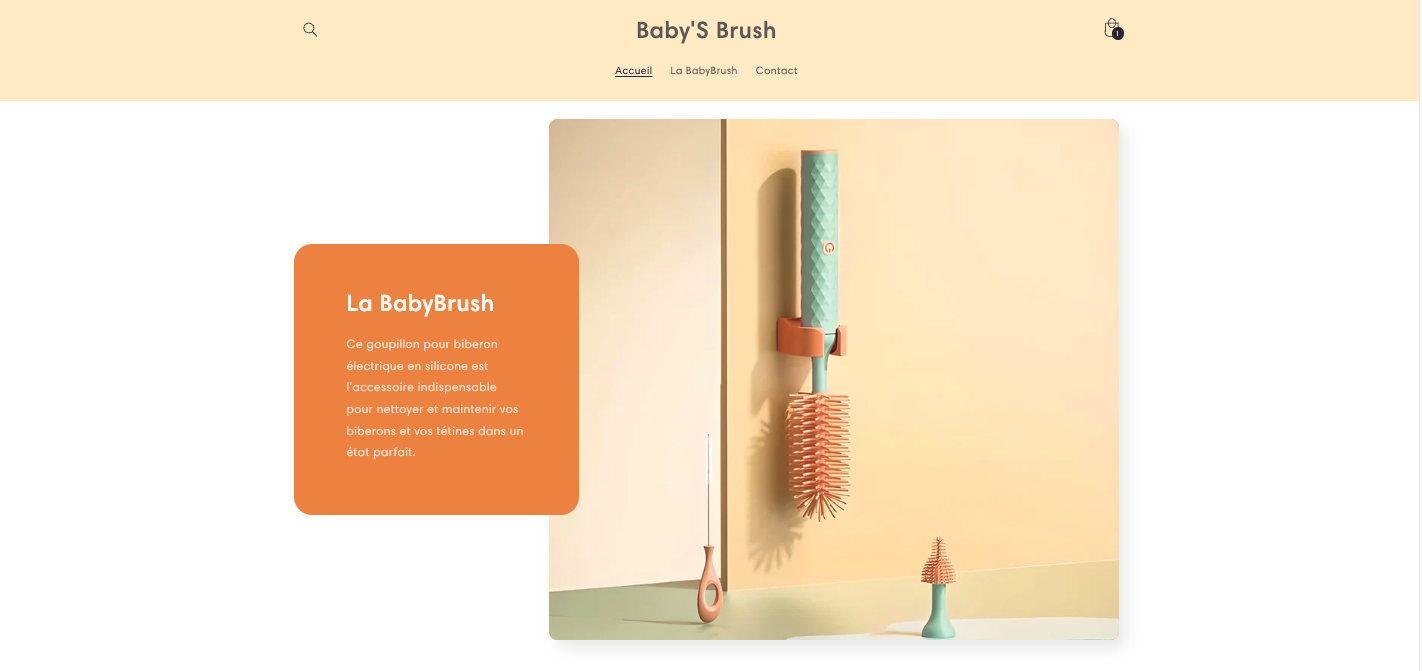 Baby'S Brush
1
Accueil La BabyBrush Contact
La BabyBrush
Ce goupillon pour biberon
électrique en silicone est
l'accessoire indispensable
pour nettoyer et maintenir vos
biberons et vos tétines dans un
état parfait.